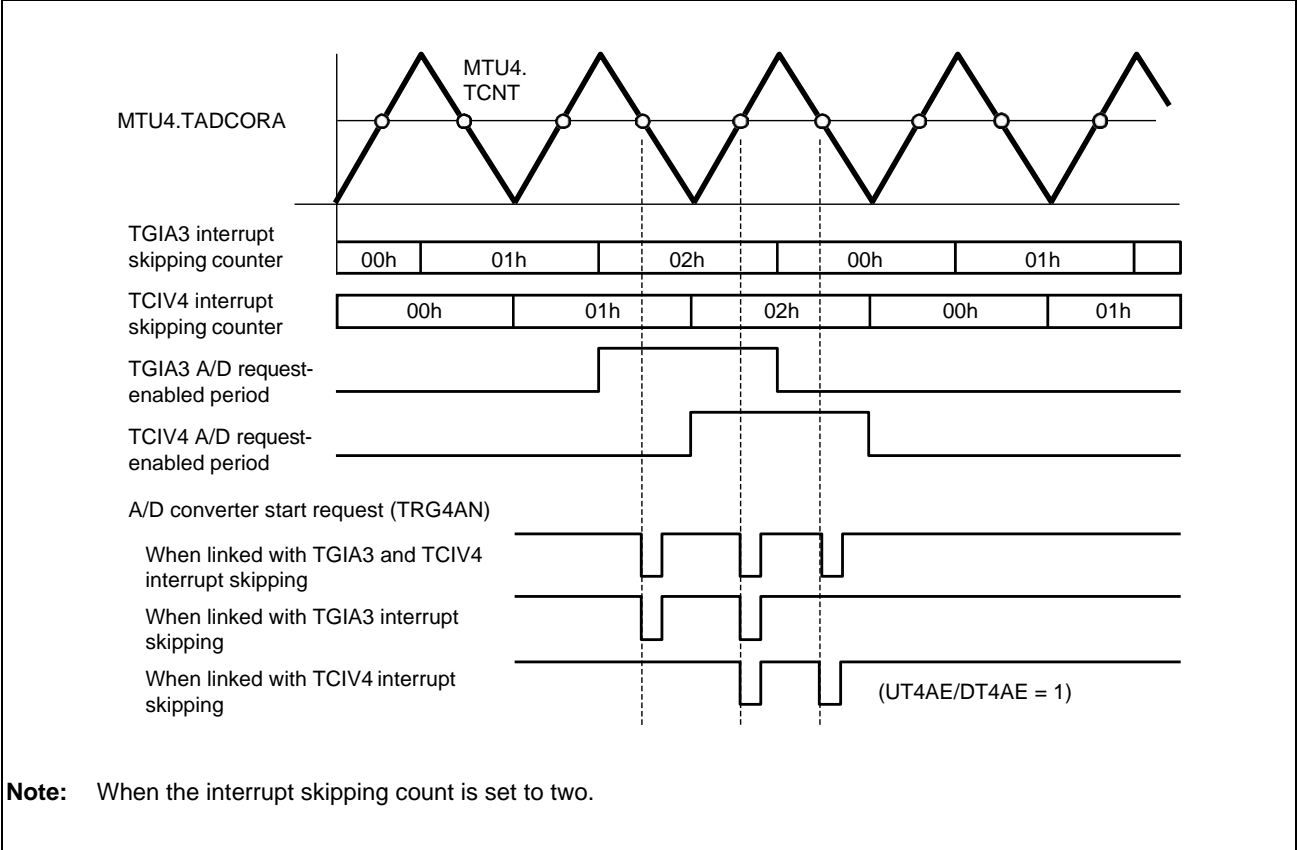 MTU4.
TCNT
MTU4.TADCORA
TGIA3 interrupt
skipping counter
00h 01h 02h 00h 01h
TCIV4 interrupt
skipping counter
00h 01h 02h 00h 01h
TGIA3 A/D request-
enabled period
TCIV4 A/D request-
enabled period
A/D converter start request (TRG4AN)
When linked with TGIA3 and TCIV4
interrupt skipping
When linked with TGIA3 interrupt
skipping
When linked with TCIV4 interrupt
skipping
(UT4AE/DT4AE = 1)
Note: When the interrupt skipping count is set to two.